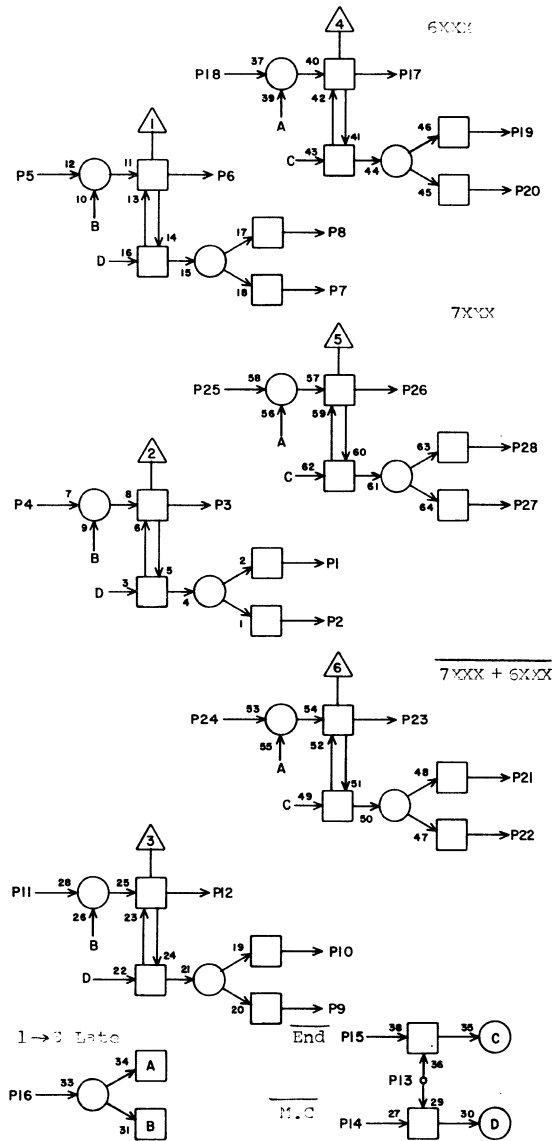 4
6XXX
37 40
P18 P17
39 42
A
41
46
C 43 P19
44
45
P20
1
12 11
P5 P6
10 13
B
14
17
D 16 P8
15
18
P7
7XXX
5
58 57
P25 P26
56 59
A
60
63
C 62 P28
61
64
P27
2
7 8
P4 P3
9 6
B
5
2
D 3 P1
4
1
P2
7XXX + 6XXX
6
53 54
P24 P23
55 52
A
51
48
C 49 P21
50
47
P22
3
28 25
P11 P12
26 23
B
24
19
D 22 21 P10
20
P9
1→ Late
End
P15 38 35 C
34 A
36
P16 33
P13
29
31 B
M.C
P14 27 30 D